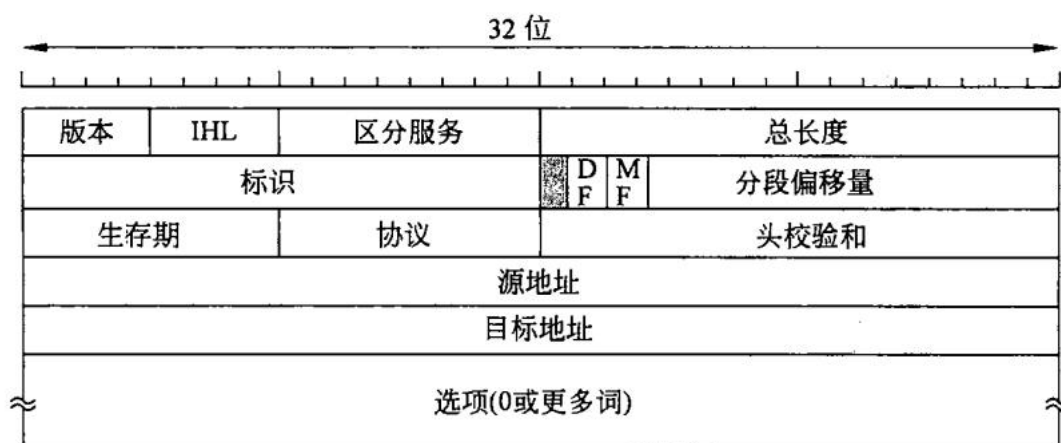 32 位
版本 IHL 区分服务 总长度
标识 DF MF 分段偏移量
生存期 协议 头校验和
源地址
目标地址
选项(0或更多词)